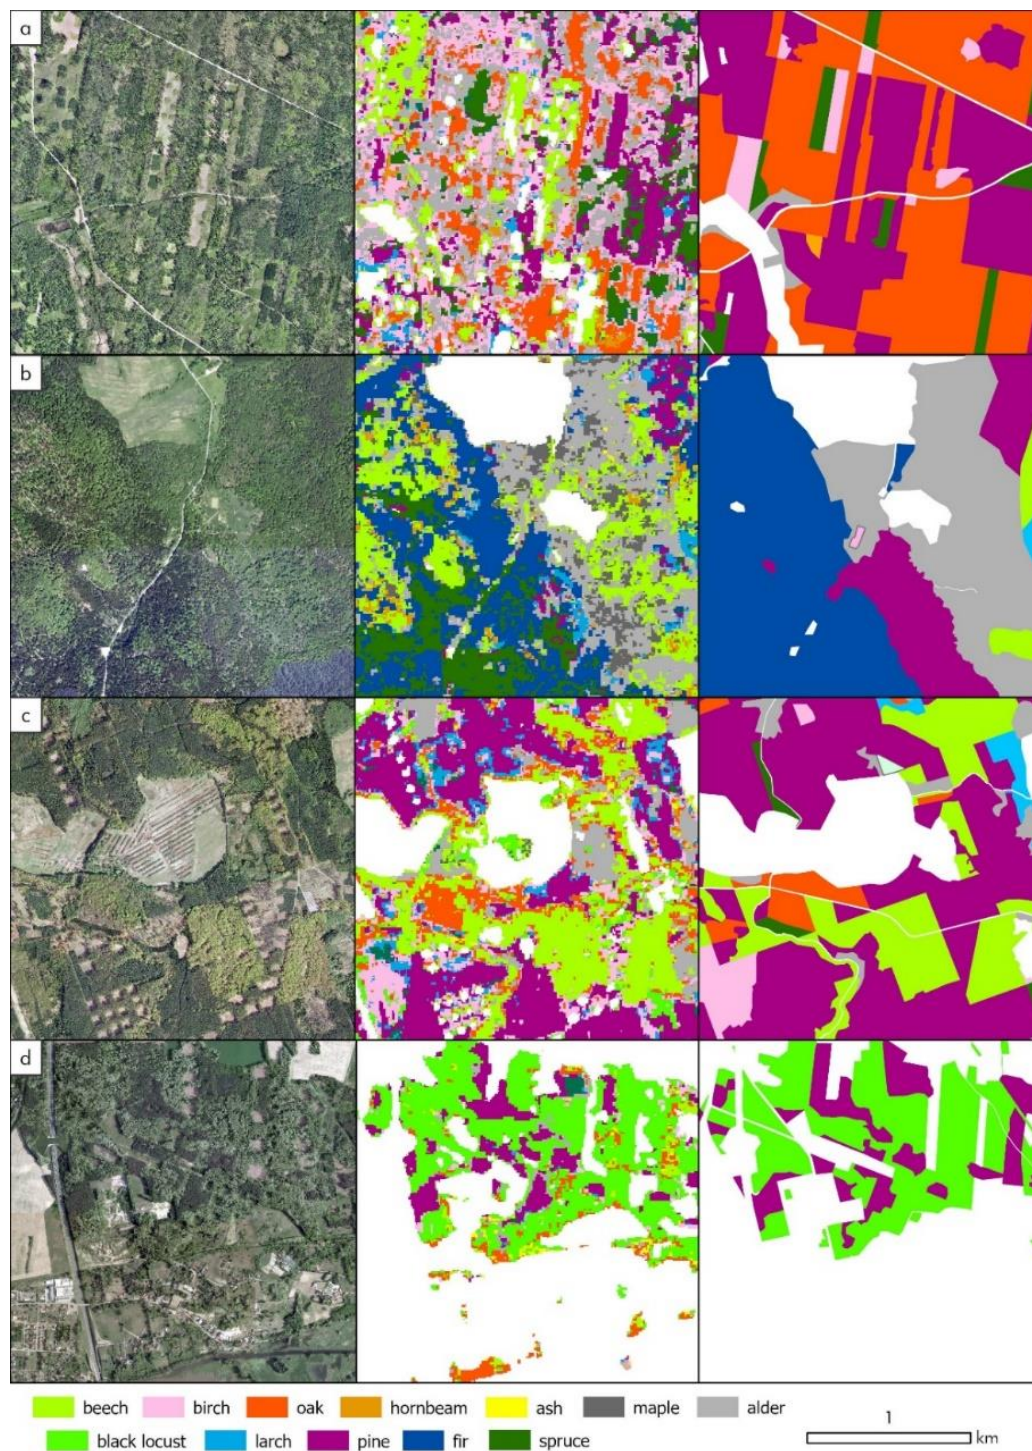 a
b
c
d
beech birch oak hornbeam ash maple alder
black locust larch pine fir spruce
1
km